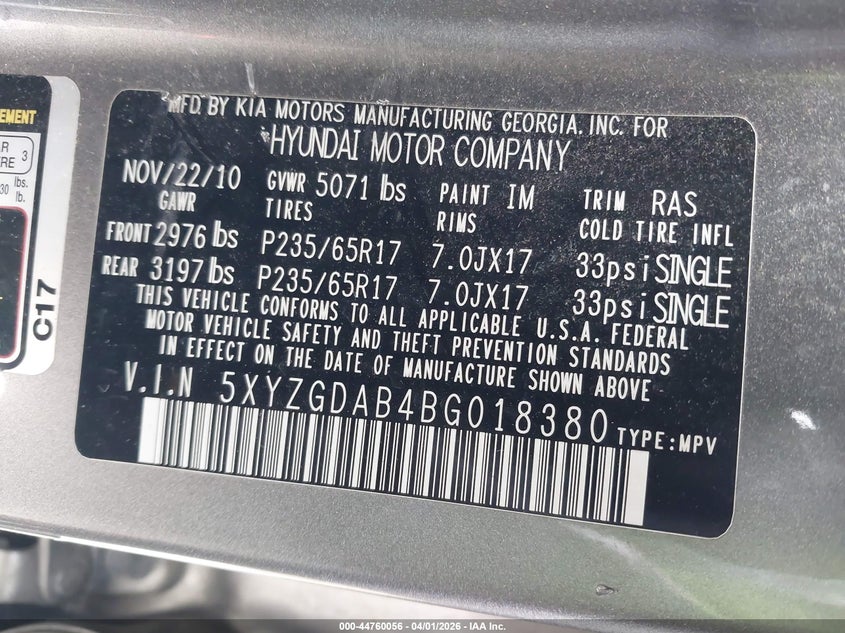 EMENT
3
lbs.
lb.
C17
MFD. BY KIA MOTORS MANUFACTURING GEORGIA. INC. FOR
HYUNDAI MOTOR COMPANY
NOV/22/10 GVWR 5071 lbs PAINT IM TRIM RAS
GAWR TIRES RIMS COLD TIRE INFL
FRONT 2976 lbs P235/65R17 7.0JX17 33psi SINGLE
REAR 3197 lbs P235/65R17 7.0JX17 33psi SINGLE
THIS VEHICLE CONFORMS TO ALL APPLICABLE U.S.A. FEDERAL
MOTOR VEHICLE SAFETY AND THEFT PREVENTION STANDARDS
IN EFFECT ON THE DATE OF MANUFACTURE SHOWN ABOVE
V.I.N 5XYZGDAB4BG018380 TYPE:MPV
000-44760056 - 04/01/2026 - IAA Inc.